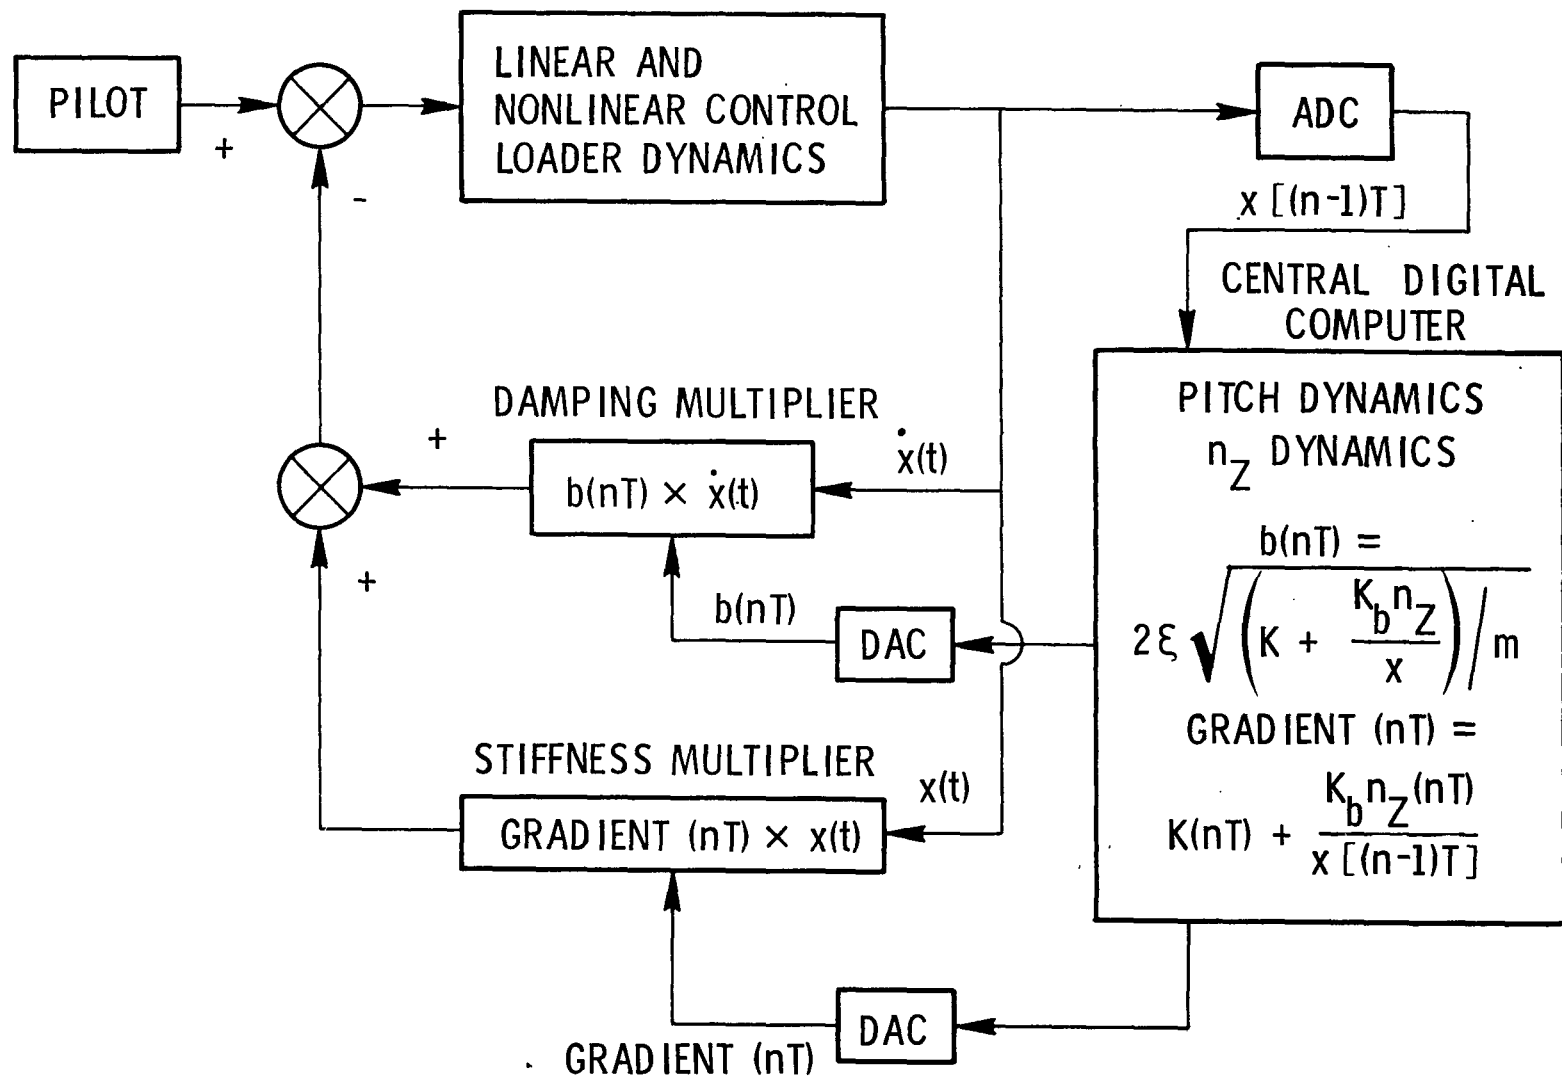 PILOT
+
-
LINEAR AND
NONLINEAR CONTROL
LOADER DYNAMICS
ADC
x [(n-1)T]
CENTRAL DIGITAL
COMPUTER
PITCH DYNAMICS
n_Z DYNAMICS
b(nT) =
2ξ √((K + K_b n_Z / x) / m)
GRADIENT (nT) =
K(nT) + K_b n_Z (nT) / x [(n-1)T]
DAMPING MULTIPLIER
+
b(nT) × ẋ(t)
ẋ(t)
b(nT)
DAC
+
STIFFNESS MULTIPLIER
GRADIENT (nT) × x(t)
x(t)
DAC
GRADIENT (nT)